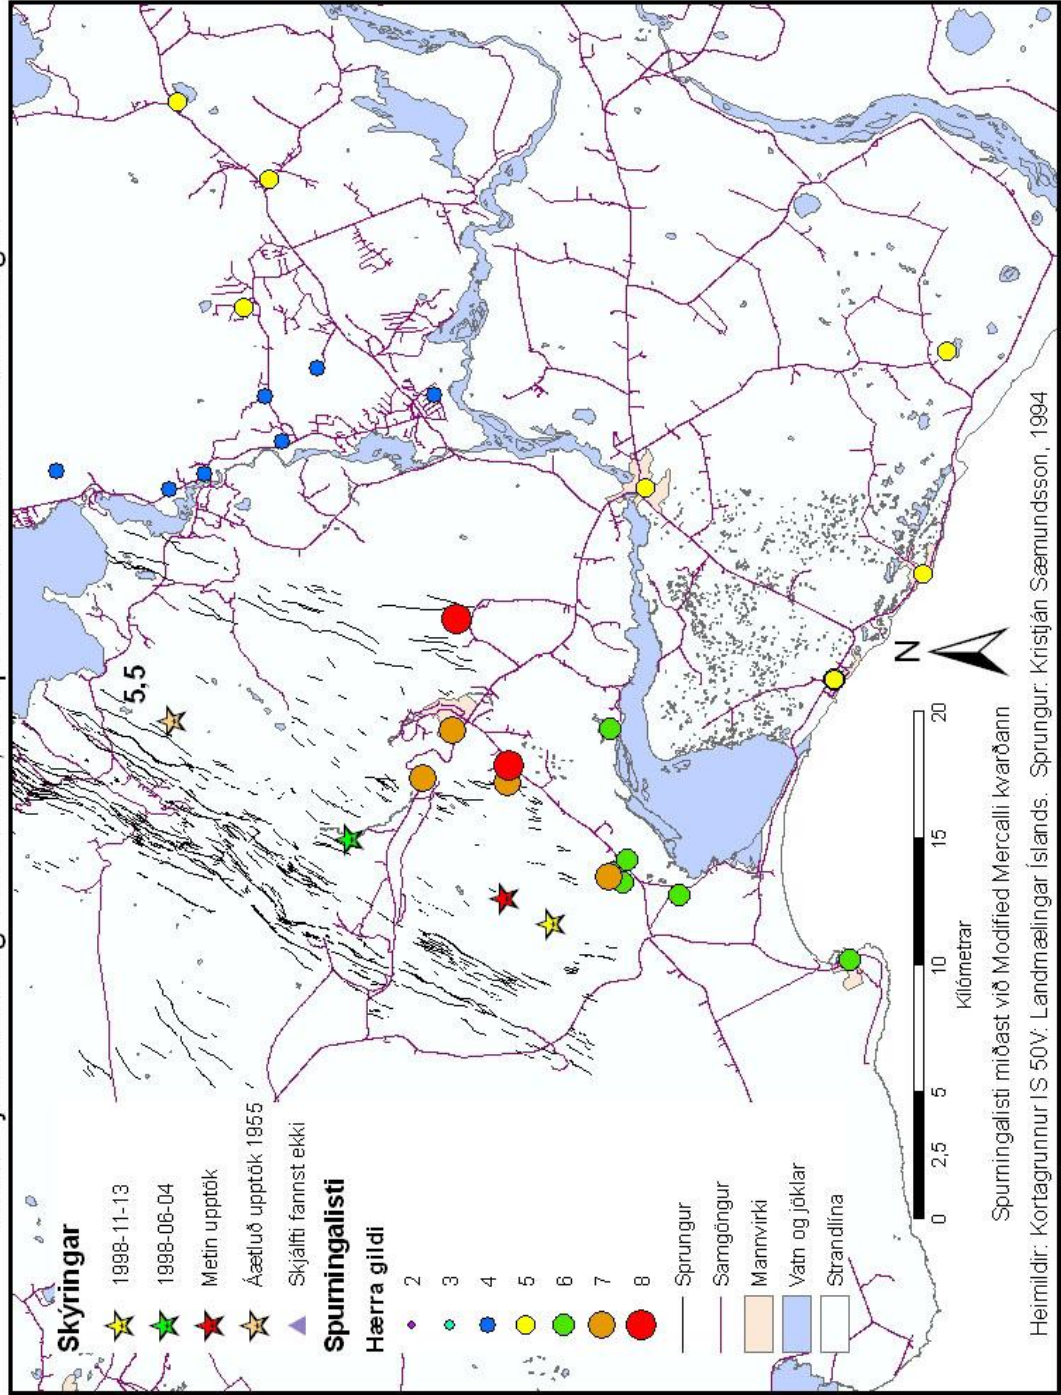 Skýringar
1998-11-13
1998-06-04
Metin upptök
Áætluð upptök 1955
Skjálfti fannst ekki
Spurningalisti
Hærra gildi
2
3
4
5
6
7
8
Sprungur
Samgöngur
Mannvirki
Vatn og jöklar
Strandlína
5,5
N
0 2,5 5 10 15 20
Kílómetrar
Spurningalisti miðast við Modified Mercalli kvarðann
Heimildir: Kortagrunnur IS 50V: Landmælingar Íslands. Sprungur: Kristján Sæmundsson, 1994